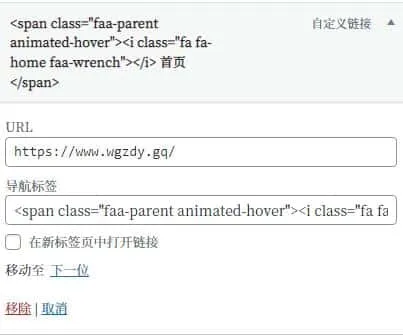 <span class="faa-parent
animated-hover"><i class="fa fa-
home faa-wrench"></i> 首页
</span>
自定义链接
URL
https://www.wgzdy.gq/
导航标签
<span class="faa-parent animated-hover"><i class="fa fa
在新标签页中打开链接
移动至 下一位
移除 | 取消